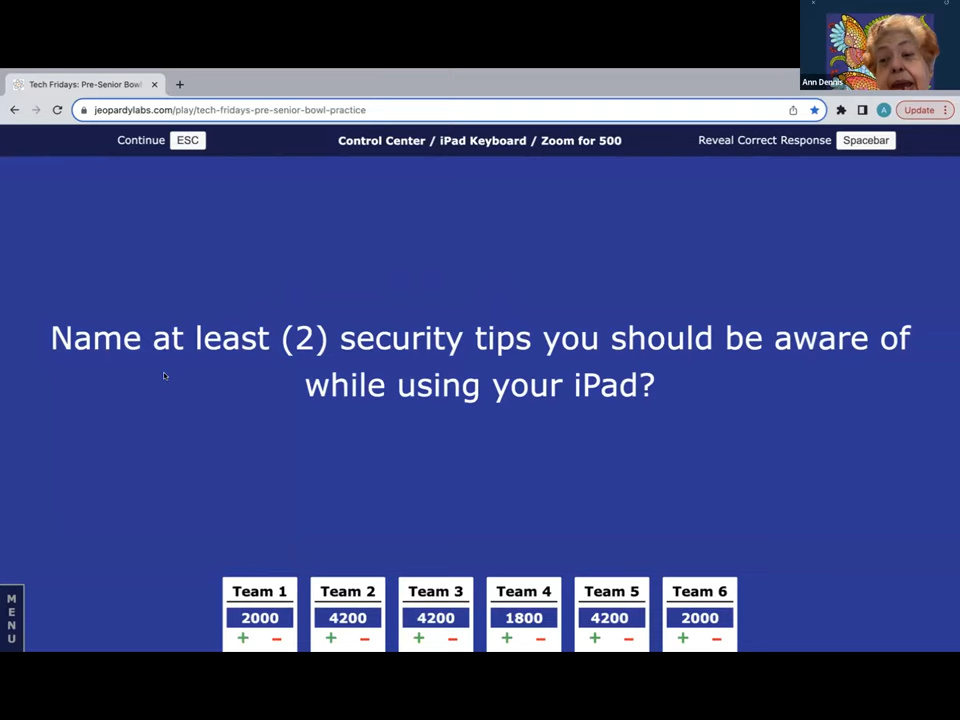 Ann Dennis
Tech Fridays: Pre-Senior Bowl
jeopardylabs.com/play/tech-fridays-pre-senior-bowl-practice
A
Update
Continue ESC
Control Center / iPad Keyboard / Zoom for 500
Reveal Correct Response Spacebar
Name at least (2) security tips you should be aware of
while using your iPad?
MENU
Team 1 Team 2 Team 3 Team 4 Team 5 Team 6
2000 4200 4200 1800 4200 2000
+ − + − + − + − + − + −